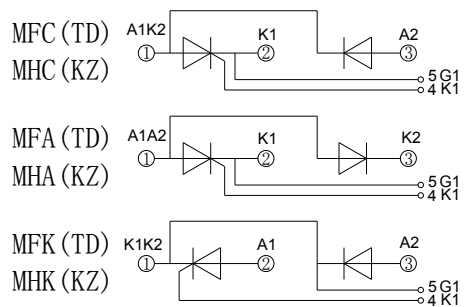 MFC(TD) A1K2 K1 A2
① ② ③
MHC(KZ)
5 G1
4 K1
MFA(TD) A1A2 K1 K2
① ② ③
MHA(KZ)
5 G1
4 K1
MFK(TD) K1K2 A1 A2
① ② ③
MHK(KZ)
5 G1
4 K1